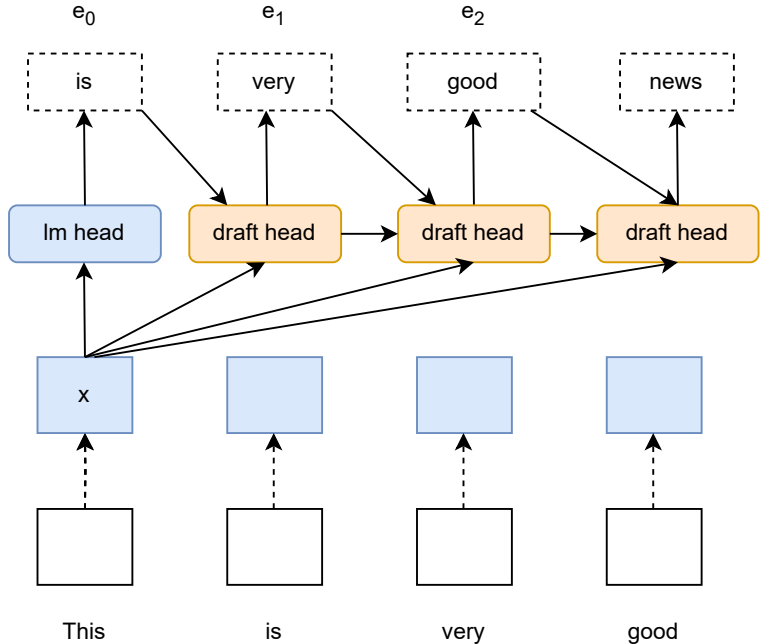 e₀ e₁ e₂
is very good news
lm head draft head draft head draft head
x
This is very good